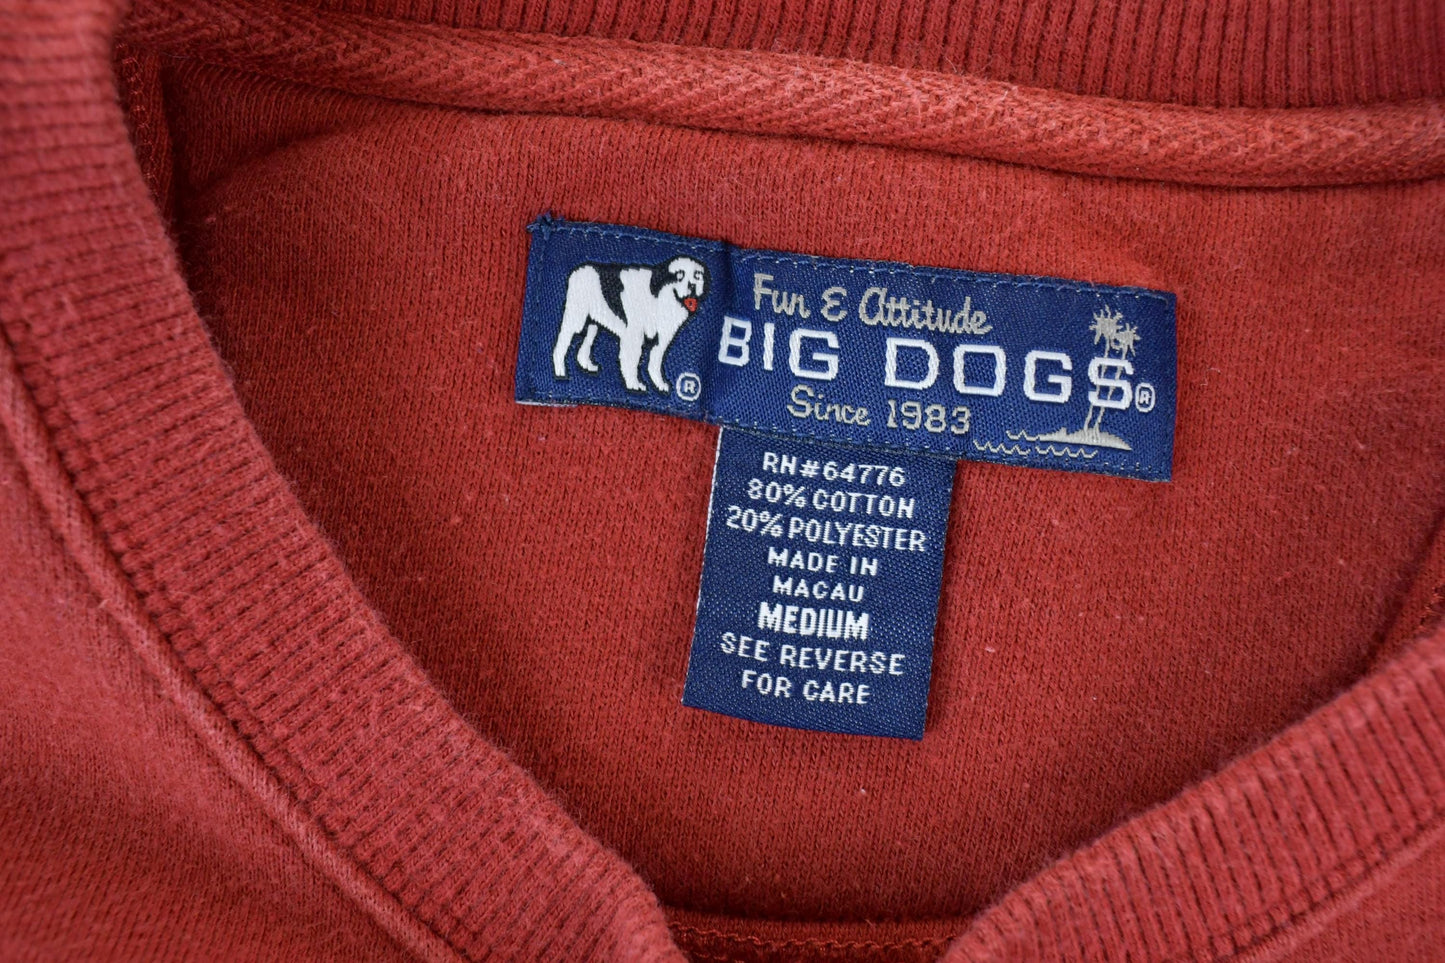 Fun & Attitude
BIG DOGS®
Since 1983
®
RN#64776
80% COTTON
20% POLYESTER
MADE IN
MACAU
MEDIUM
SEE REVERSE
FOR CARE